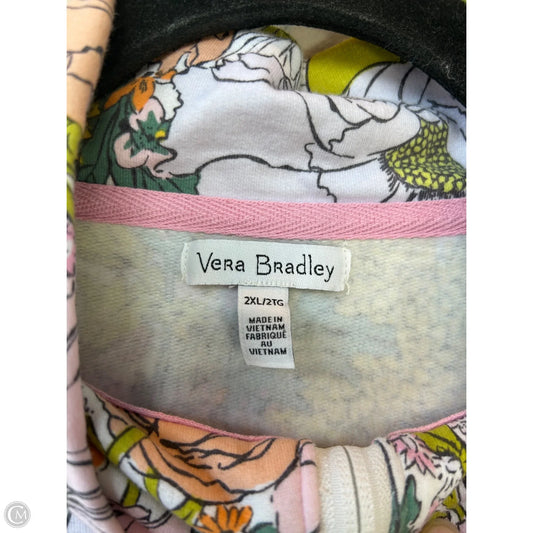 Vera Bradley
2XL/2TG
MADE IN
VIETNAM
FABRIQUÉ
AU
VIETNAM